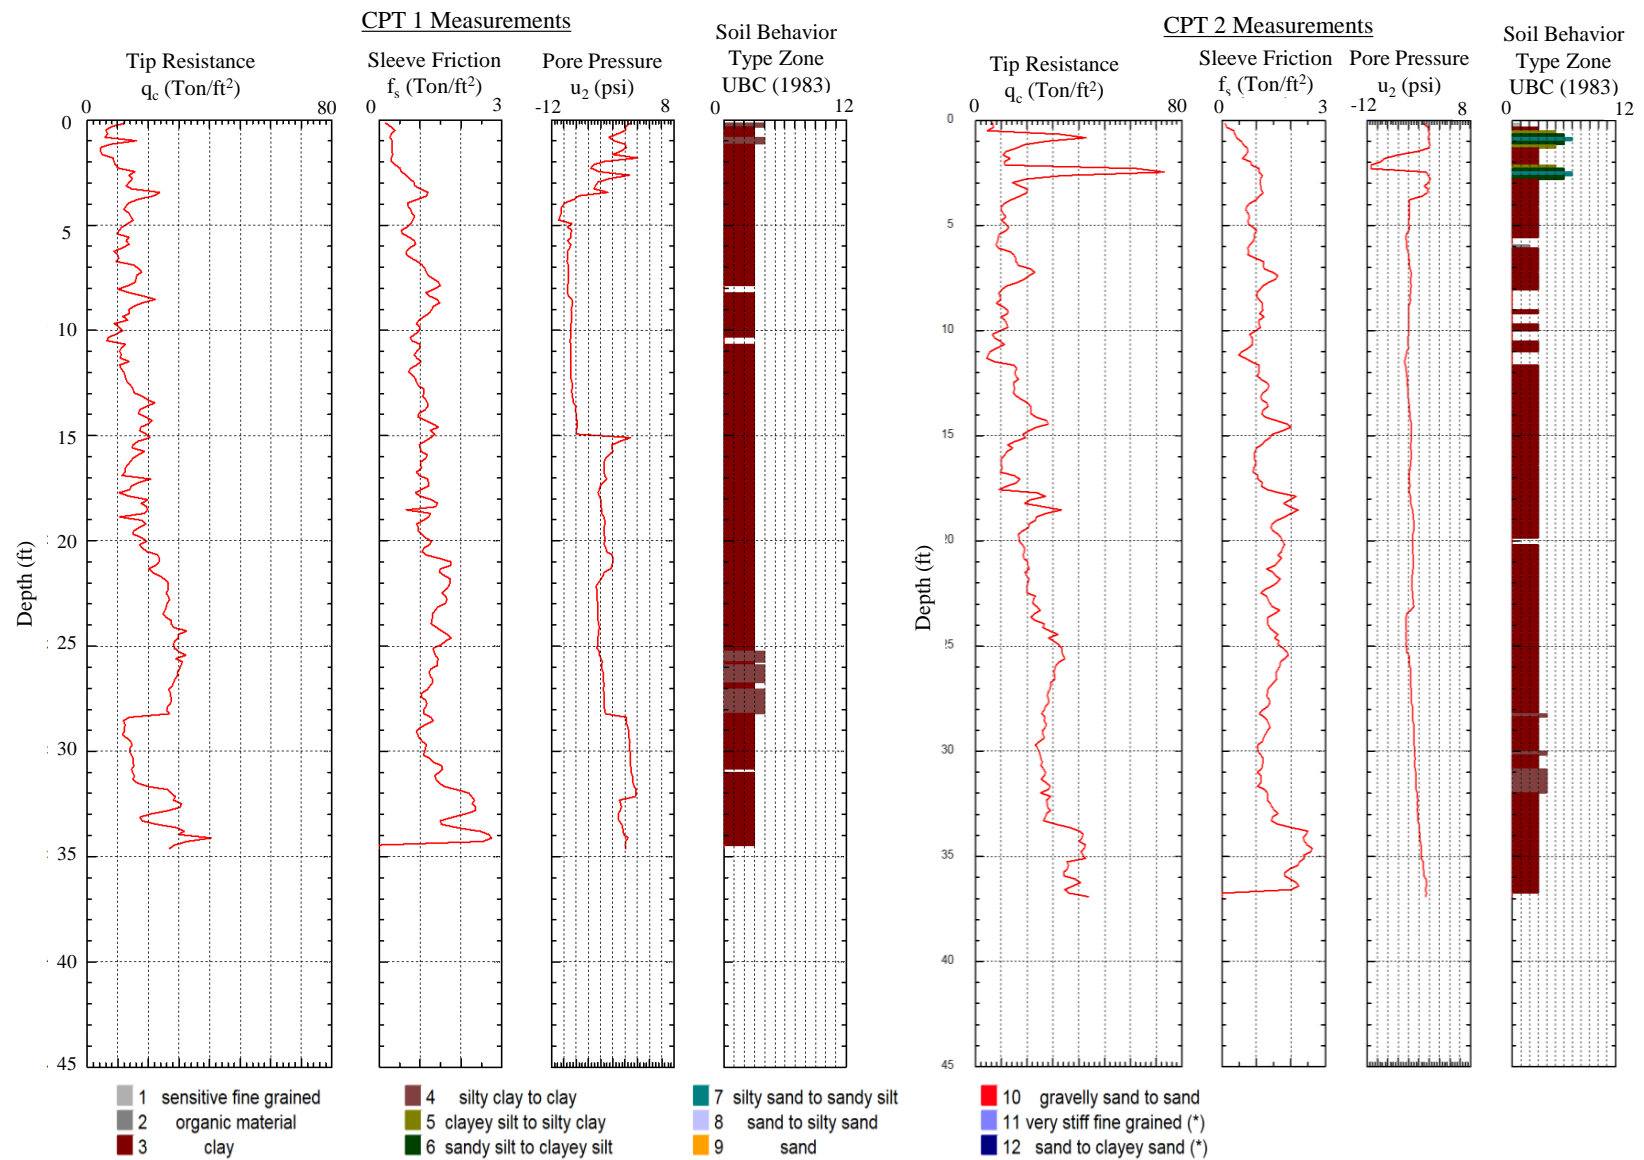 CPT 1 Measurements
Tip Resistance
q_c (Ton/ft²)
0 80
Sleeve Friction
f_s (Ton/ft²)
0 3
Pore Pressure
u_2 (psi)
-12 8
Soil Behavior
Type Zone
UBC (1983)
0 12
Depth (ft)
0
5
10
15
20
25
30
35
40
45
CPT 2 Measurements
Tip Resistance
q_c (Ton/ft²)
0 80
Sleeve Friction
f_s (Ton/ft²)
0 3
Pore Pressure
u_2 (psi)
-12 8
Soil Behavior
Type Zone
UBC (1983)
0 12
Depth (ft)
0
5
10
15
20
25
30
35
40
45
1 sensitive fine grained
2 organic material
3 clay
4 silty clay to clay
5 clayey silt to silty clay
6 sandy silt to clayey silt
7 silty sand to sandy silt
8 sand to silty sand
9 sand
10 gravelly sand to sand
11 very stiff fine grained (*)
12 sand to clayey sand (*)